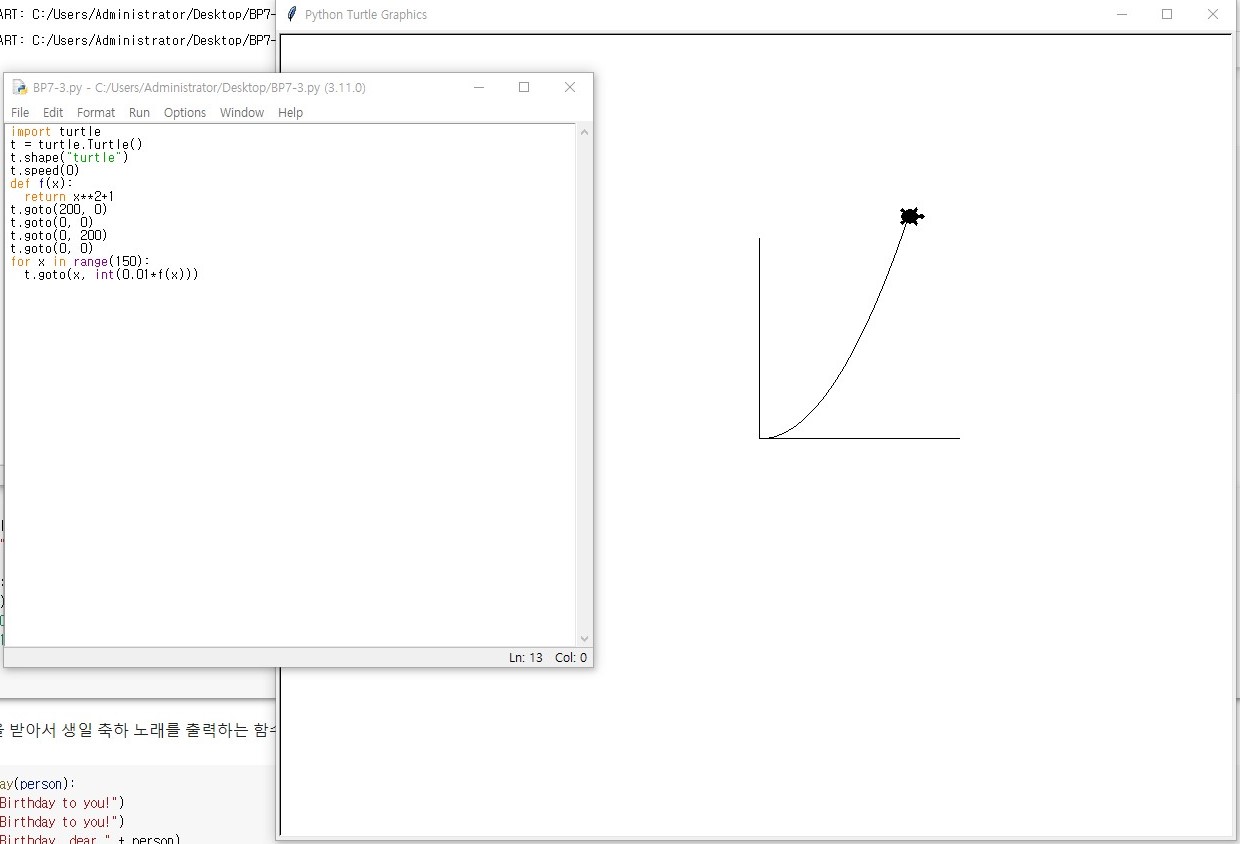 ART: C:/Users/Administrator/Desktop/BP7-
ART: C:/Users/Administrator/Desktop/BP7-
Python Turtle Graphics
BP7-3.py - C:/Users/Administrator/Desktop/BP7-3.py (3.11.0)
File Edit Format Run Options Window Help
import turtle
t = turtle.Turtle()
t.shape("turtle")
t.speed(0)
def f(x):
  return x**2+1
t.goto(200, 0)
t.goto(0, 0)
t.goto(0, 200)
t.goto(0, 0)
for x in range(150):
  t.goto(x, int(0.01*f(x)))
Ln: 13 Col: 0
을 받아서 생일 축하 노래를 출력하는 함수
ay(person):
Birthday to you!")
Birthday to you!")
Birthday, dear " + person)